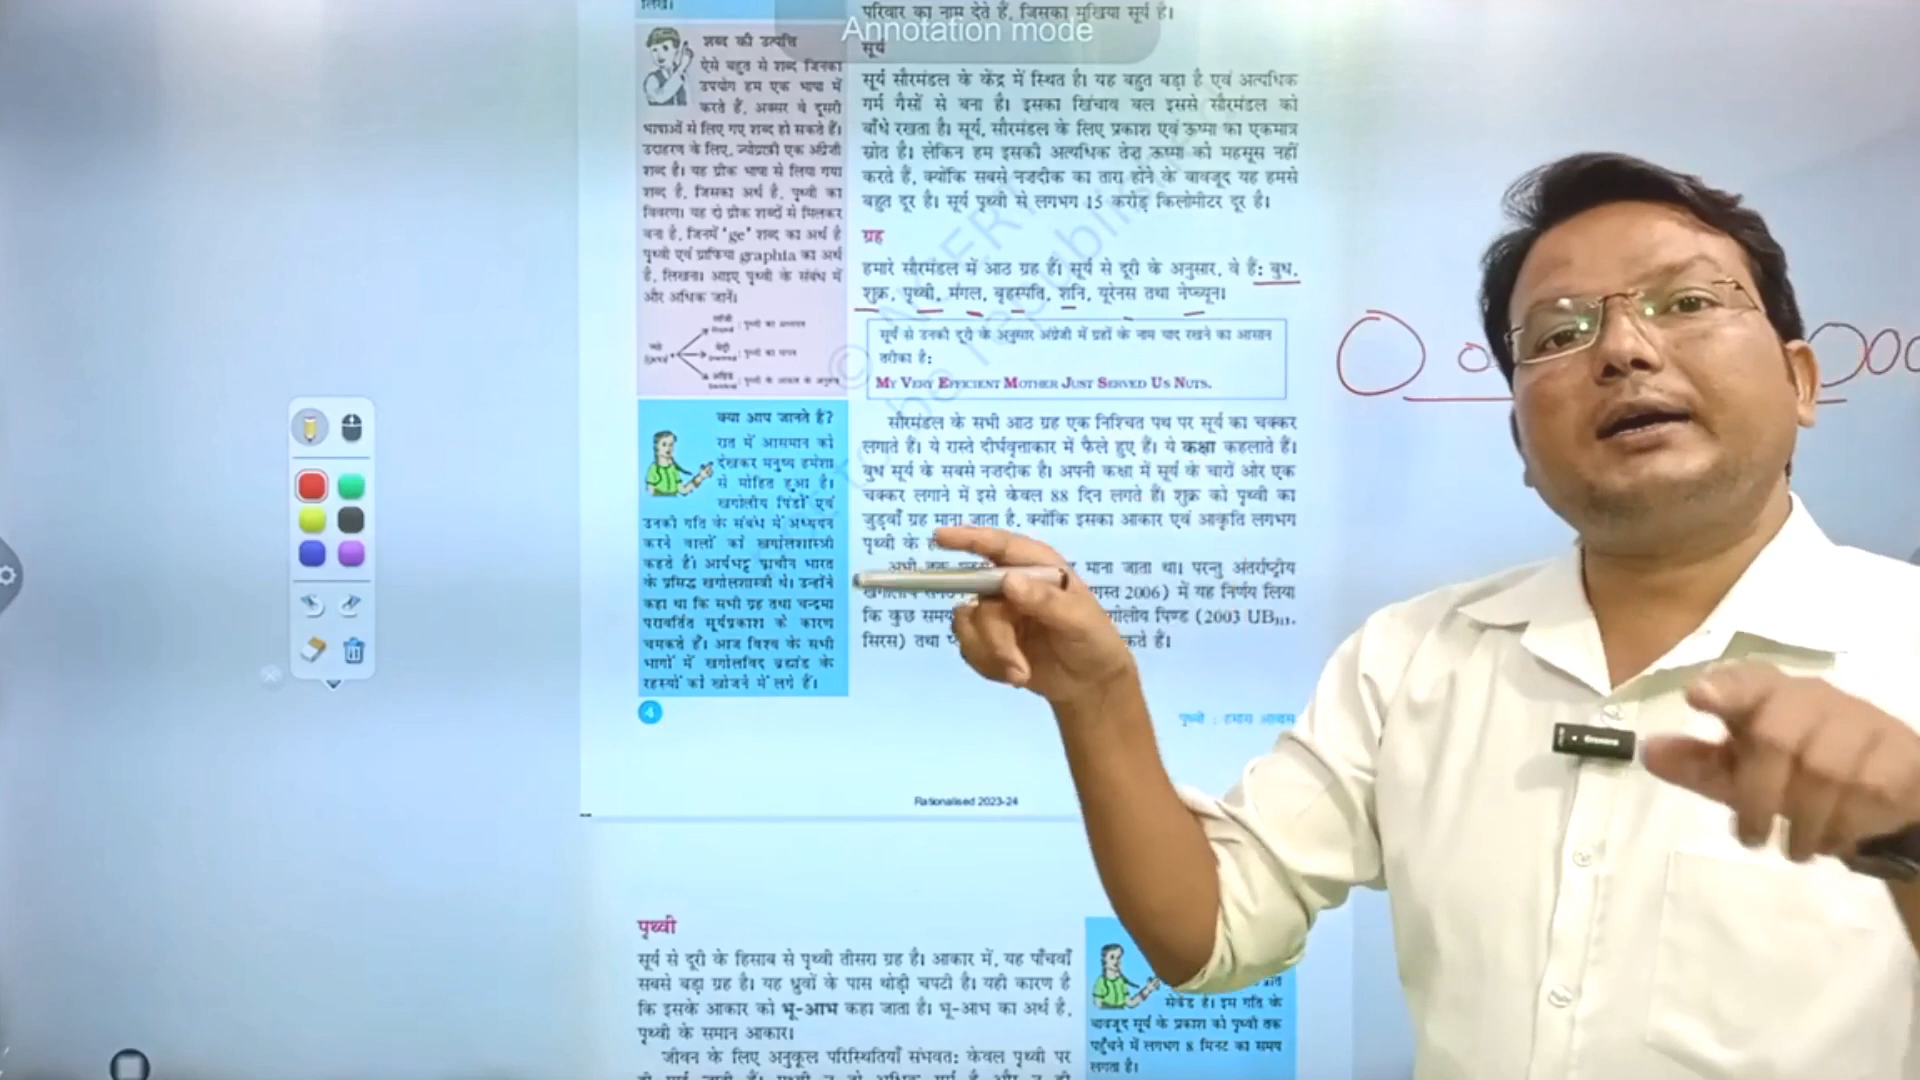 लिखें।
परिवार का नाम देते हैं, जिसका मुखिया सूर्य है।
Annotation mode
सूर्य
सूर्य सौरमंडल के केंद्र में स्थित है। यह बहुत बड़ा है एवं अत्यधिक
गर्म गैसों से बना है। इसका खिंचाव बल इससे सौरमंडल को
बाँधे रखता है। सूर्य, सौरमंडल के लिए प्रकाश एवं ऊष्मा का एकमात्र
स्रोत है। लेकिन हम इसकी अत्यधिक तेज़ ऊष्मा को महसूस नहीं
करते हैं, क्योंकि सबसे नज़दीक का तारा होने के बावजूद यह हमसे
बहुत दूर है। सूर्य पृथ्वी से लगभग 15 करोड़ किलोमीटर दूर है।
ग्रह
हमारे सौरमंडल में आठ ग्रह हैं। सूर्य से दूरी के अनुसार, वे हैं: बुध,
शुक्र, पृथ्वी, मंगल, बृहस्पति, शनि, यूरेनस तथा नेप्च्यून।
सूर्य से उनकी दूरी के अनुसार अंग्रेजी में ग्रहों के नाम याद रखने का आसान
तरीका है:
MY VERY EFFICIENT MOTHER JUST SERVED US NUTS.
सौरमंडल के सभी आठ ग्रह एक निश्चित पथ पर सूर्य का चक्कर
लगाते हैं। ये रास्ते दीर्घवृत्ताकार में फैले हुए हैं। ये कक्षा कहलाते हैं।
बुध सूर्य के सबसे नज़दीक है। अपनी कक्षा में सूर्य के चारों ओर एक
चक्कर लगाने में इसे केवल 88 दिन लगते हैं। शुक्र को पृथ्वी का
जुड़वाँ ग्रह माना जाता है, क्योंकि इसका आकार एवं आकृति लगभग
पृथ्वी के ही
अभी तक माना जाता था। परन्तु अंतर्राष्ट्रीय
खगोलीय 2006) में यह निर्णय लिया
कि कुछ समय पिण्ड (2003 UB313,
सिरस) तथा हैं।
शब्द की उत्पत्ति
ऐसे बहुत से शब्द जिनका
उपयोग हम एक भाषा में
करते हैं, अक्सर वे दूसरी
भाषाओं से लिए गए शब्द हो सकते हैं।
उदाहरण के लिए, ज्योग्राफ़ी एक अंग्रेजी
शब्द है। यह ग्रीक भाषा से लिया गया
शब्द है, जिसका अर्थ है, पृथ्वी का
विवरण। यह दो ग्रीक शब्दों से मिलकर
बना है, जिनमें 'ge' शब्द का अर्थ है
पृथ्वी एवं ग्राफिया graphia का अर्थ
है, लिखना। आइए पृथ्वी के संबंध में
और अधिक जानें।
: पृथ्वी का अध्ययन
: पृथ्वी का मापन
: पृथ्वी के आकार के अनुरूप
क्या आप जानते हैं?
रात में आसमान को
देखकर मनुष्य हमेशा
से मोहित हुआ है।
खगोलीय पिंडों एवं
उनकी गति के संबंध में अध्ययन
करने वालों को खगोलशास्त्री
कहते हैं। आर्यभट्ट प्राचीन भारत
के प्रसिद्ध खगोलशास्त्री थे। उन्होंने
कहा था कि सभी ग्रह तथा चन्द्रमा
परावर्तित सूर्यप्रकाश के कारण
चमकते हैं। आज विश्व के सभी
भागों में खगोलविद ब्रह्मांड के
रहस्यों को खोजने में लगे हैं।
4
पृथ्वी : हमारा आवास
Rationalised 2023-24
पृथ्वी
सूर्य से दूरी के हिसाब से पृथ्वी तीसरा ग्रह है। आकार में, यह पाँचवाँ
सबसे बड़ा ग्रह है। यह ध्रुवों के पास थोड़ी चपटी है। यही कारण है
कि इसके आकार को भू-आभ कहा जाता है। भू-आभ का अर्थ है,
पृथ्वी के समान आकार।
जीवन के लिए अनुकूल परिस्थितियाँ संभवत: केवल पृथ्वी पर
प्रति
सेकेंड है। इस गति के
बावजूद सूर्य के प्रकाश को पृथ्वी तक
पहुँचने में लगभग 8 मिनट का समय
लगता है।